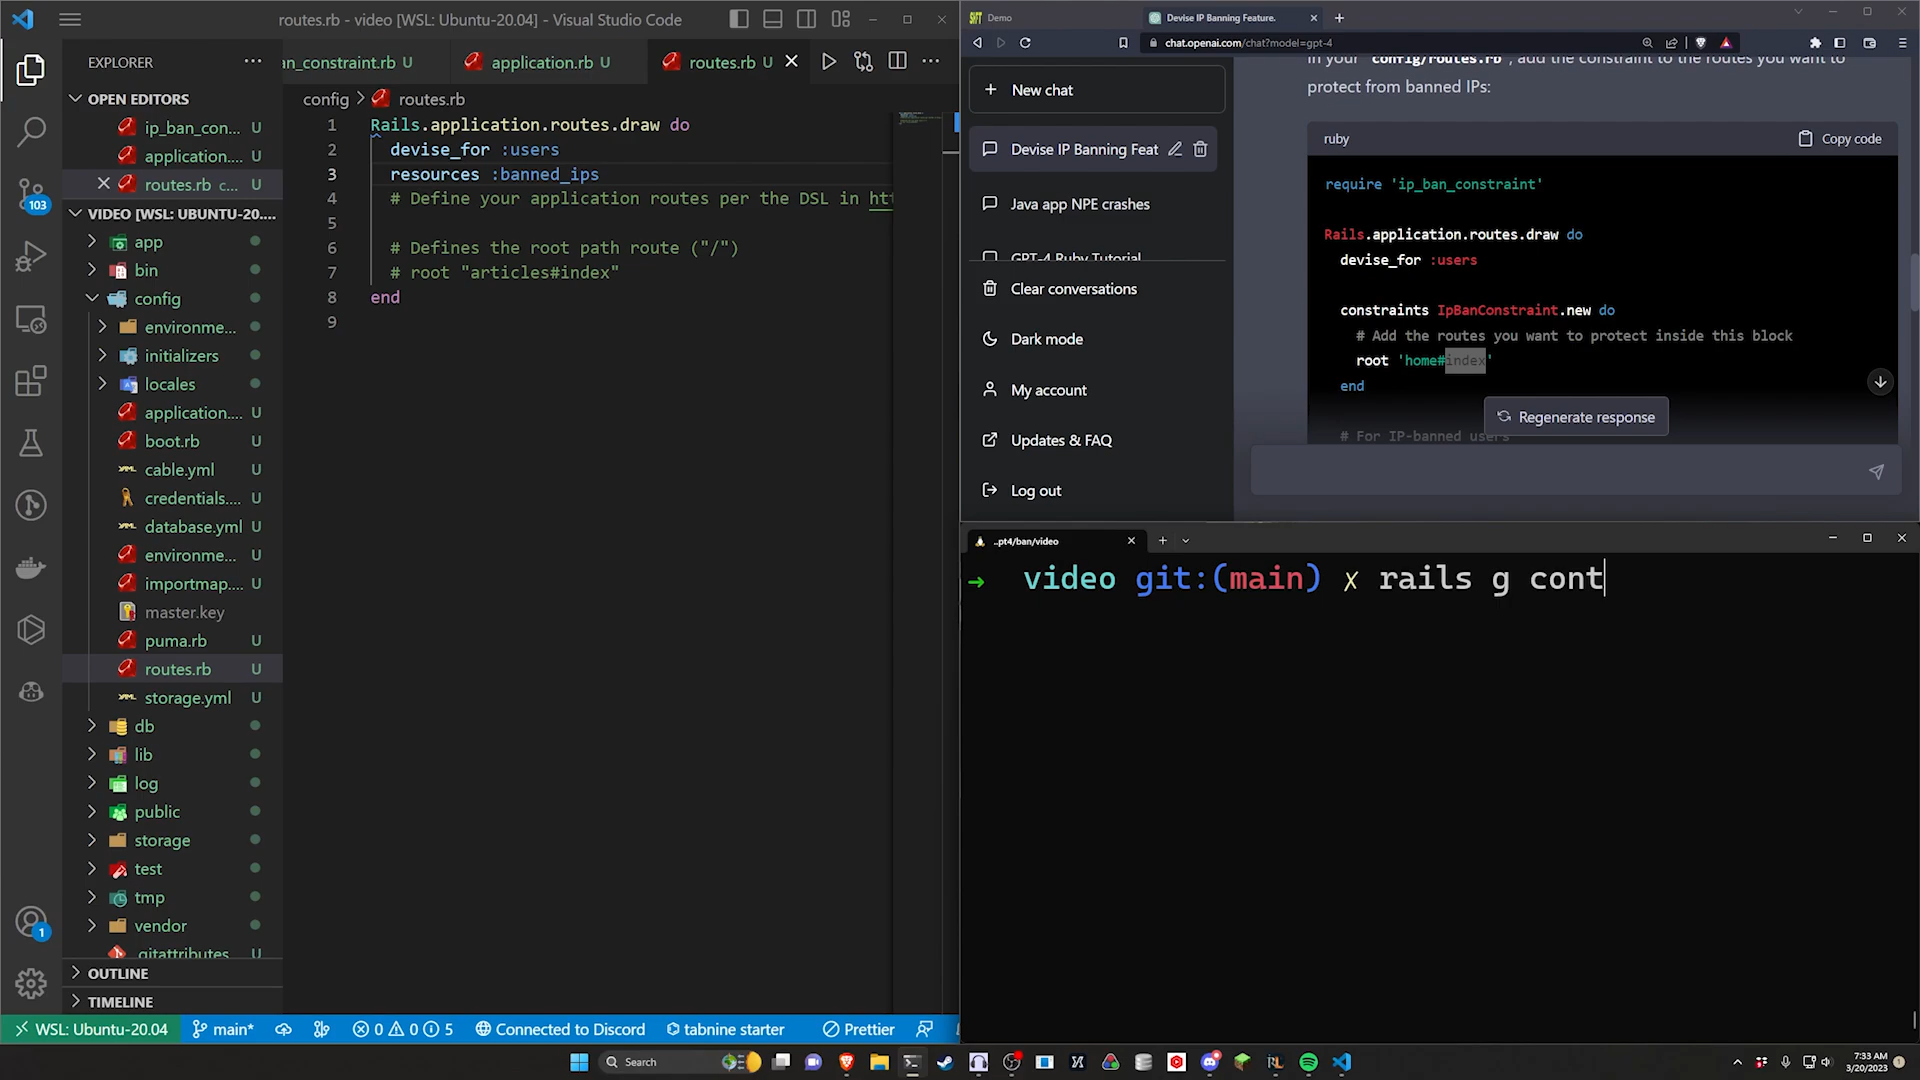 routes.rb - video [WSL: Ubuntu-20.04] - Visual Studio Code
EXPLORER
an_constraint.rb U
application.rb U
routes.rb U
OPEN EDITORS
ip_ban_con... U
application.... U
routes.rb c... U
VIDEO [WSL: UBUNTU-20....
app
bin
config
environme...
initializers
locales
application.... U
boot.rb U
cable.yml U
credentials.... U
database.yml U
environme... U
importmap.... U
master.key
puma.rb U
routes.rb U
storage.yml U
db
lib
log
public
storage
test
tmp
vendor
.gitattributes U
OUTLINE
TIMELINE
103
1
config > routes.rb
1 Rails.application.routes.draw do
2 devise_for :users
3 resources :banned_ips
4 # Define your application routes per the DSL in htt
5
6 # Defines the root path route ("/")
7 # root "articles#index"
8 end
9
WSL: Ubuntu-20.04 main* 0 0 5 Connected to Discord tabnine starter Prettier
Demo
Devise IP Banning Feature.
chat.openai.com/chat?model=gpt-4
New chat
Devise IP Banning Feat
Java app NPE crashes
GPT-4 Ruby Tutorial
Clear conversations
Dark mode
My account
Updates & FAQ
Log out
In your `config/routes.rb`, add the constraint to the routes you want to
protect from banned IPs:
ruby
Copy code
require 'ip_ban_constraint'
Rails.application.routes.draw do
devise_for :users
constraints IpBanConstraint.new do
# Add the routes you want to protect inside this block
root 'home#index'
end
# For IP-banned users
Regenerate response
..pt4/ban/video
→ video git:(main) ✗ rails g cont
Search
7:33 AM
3/20/2023